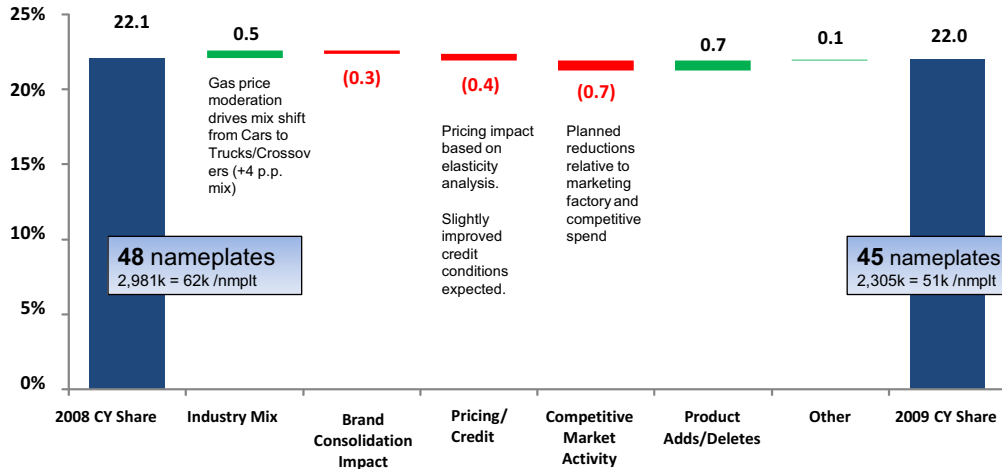 25%
20%
15%
10%
5%
0%
22.1
0.5
(0.3)
(0.4)
(0.7)
0.7
0.1
22.0
Gas price
moderation
drives mix shift
from Cars to
Trucks/Crossov
ers (+4 p.p.
mix)
Pricing impact
based on
elasticity
analysis.
Slightly
improved
credit
conditions
expected.
Planned
reductions
relative to
marketing
factory and
competitive
spend
48 nameplates
2,981k = 62k /nmplt
45 nameplates
2,305k = 51k /nmplt
2008 CY Share
Industry Mix
Brand
Consolidation
Impact
Pricing/
Credit
Competitive
Market
Activity
Product
Adds/Deletes
Other
2009 CY Share